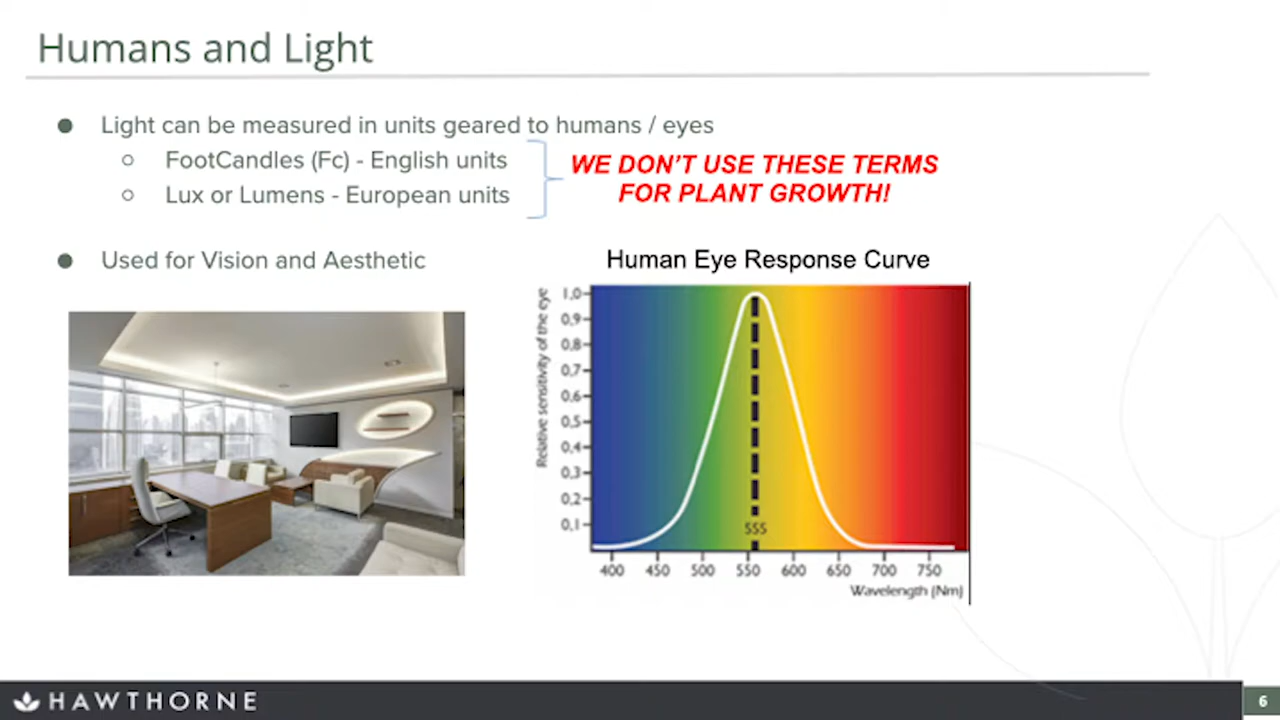 Humans and Light
● Light can be measured in units geared to humans / eyes
○ FootCandles (Fc) - English units
○ Lux or Lumens - European units
WE DON'T USE THESE TERMS
FOR PLANT GROWTH!
● Used for Vision and Aesthetic
Human Eye Response Curve
Relative sensitivity of the eye
1,0
0,9
0,8
0,7
0,6
0,5
0,4
0,3
0,2
0,1
555
400 450 500 550 600 650 700 750
Wavelength (Nm)
HAWTHORNE
6